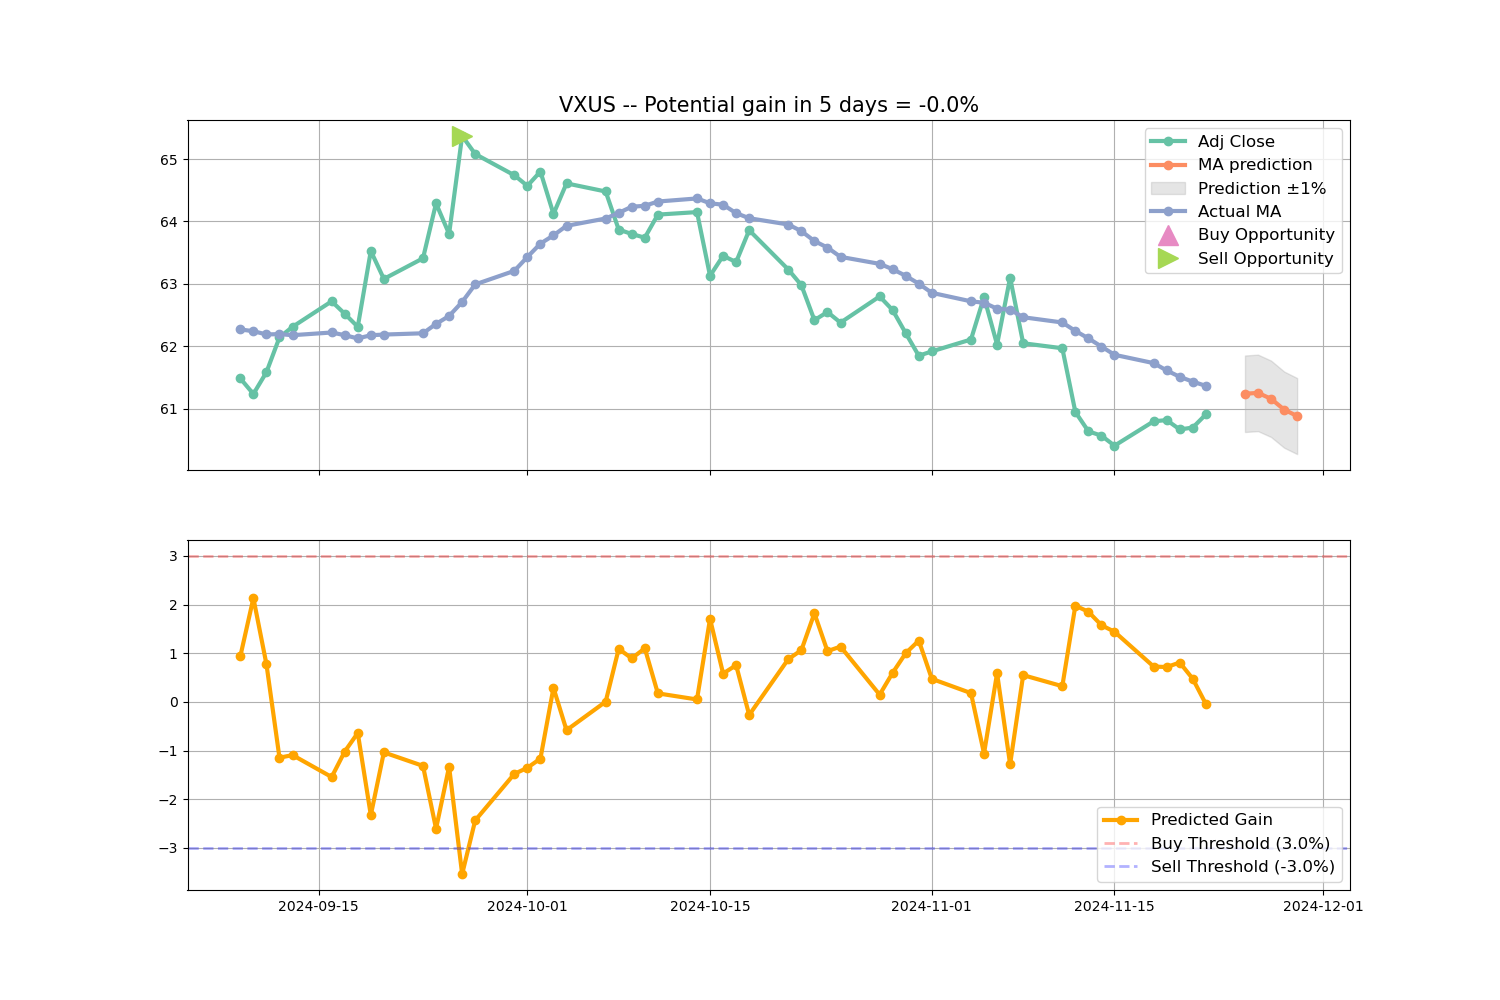 VXUS -- Potential gain in 5 days = -0.0%
65
64
63
62
61
Adj Close
MA prediction
Prediction ±1%
Actual MA
Buy Opportunity
Sell Opportunity
3
2
1
0
−1
−2
−3
Predicted Gain
Buy Threshold (3.0%)
Sell Threshold (-3.0%)
2024-09-15 2024-10-01 2024-10-15 2024-11-01 2024-11-15 2024-12-01